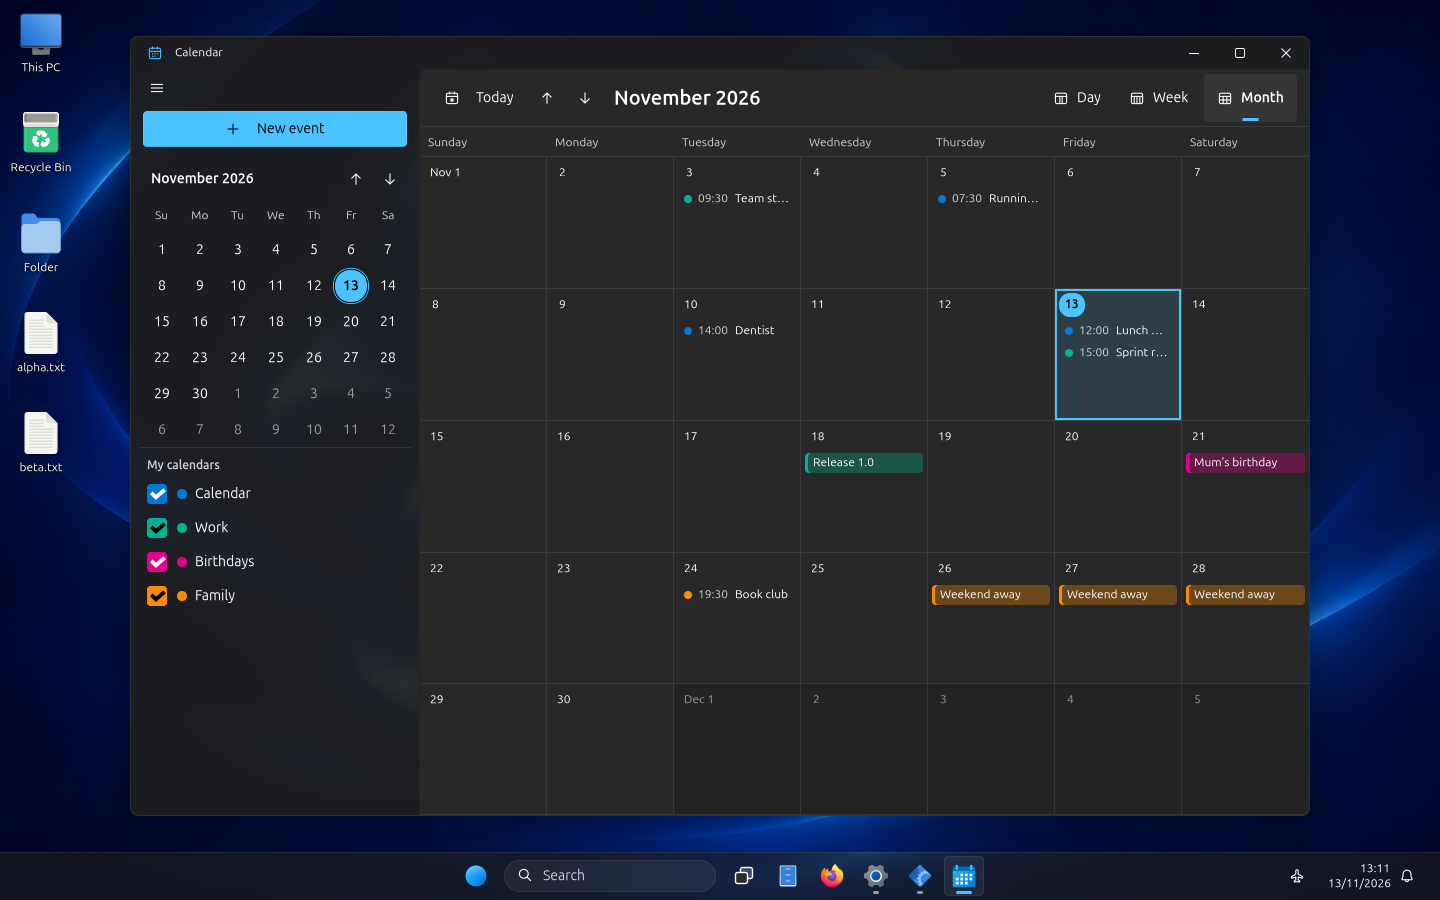 This PC
Recycle Bin
Folder
alpha.txt
beta.txt
Calendar
New event
November 2026
Su Mo Tu We Th Fr Sa
1 2 3 4 5 6 7
8 9 10 11 12 13 14
15 16 17 18 19 20 21
22 23 24 25 26 27 28
29 30 1 2 3 4 5
6 7 8 9 10 11 12
My calendars
Calendar
Work
Birthdays
Family
Today November 2026 Day Week Month
Sunday Monday Tuesday Wednesday Thursday Friday Saturday
Nov 1 2 3 4 5 6 7
09:30 Team st... 07:30 Runnin...
8 9 10 11 12 13 14
14:00 Dentist 12:00 Lunch ...
15:00 Sprint r...
15 16 17 18 19 20 21
Release 1.0 Mum's birthday
22 23 24 25 26 27 28
19:30 Book club Weekend away Weekend away Weekend away
29 30 Dec 1 2 3 4 5
Search
13:11
13/11/2026